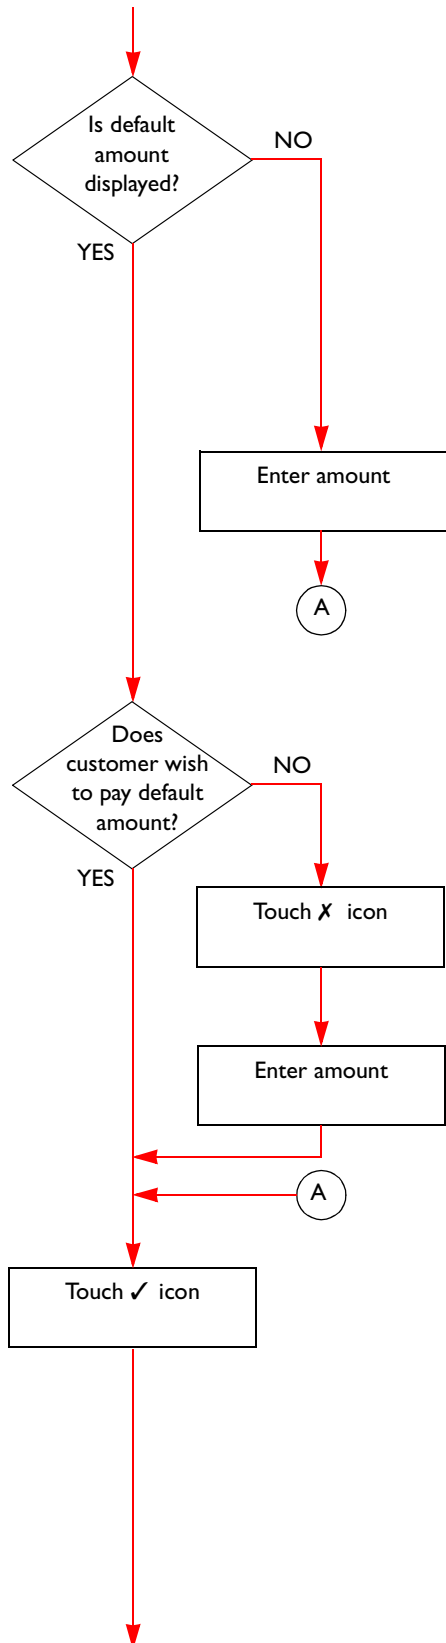 Is default
amount
displayed?
NO
YES
Enter amount
A
Does
customer wish
to pay default
amount?
NO
YES
Touch ✗ icon
Enter amount
A
Touch ✓ icon